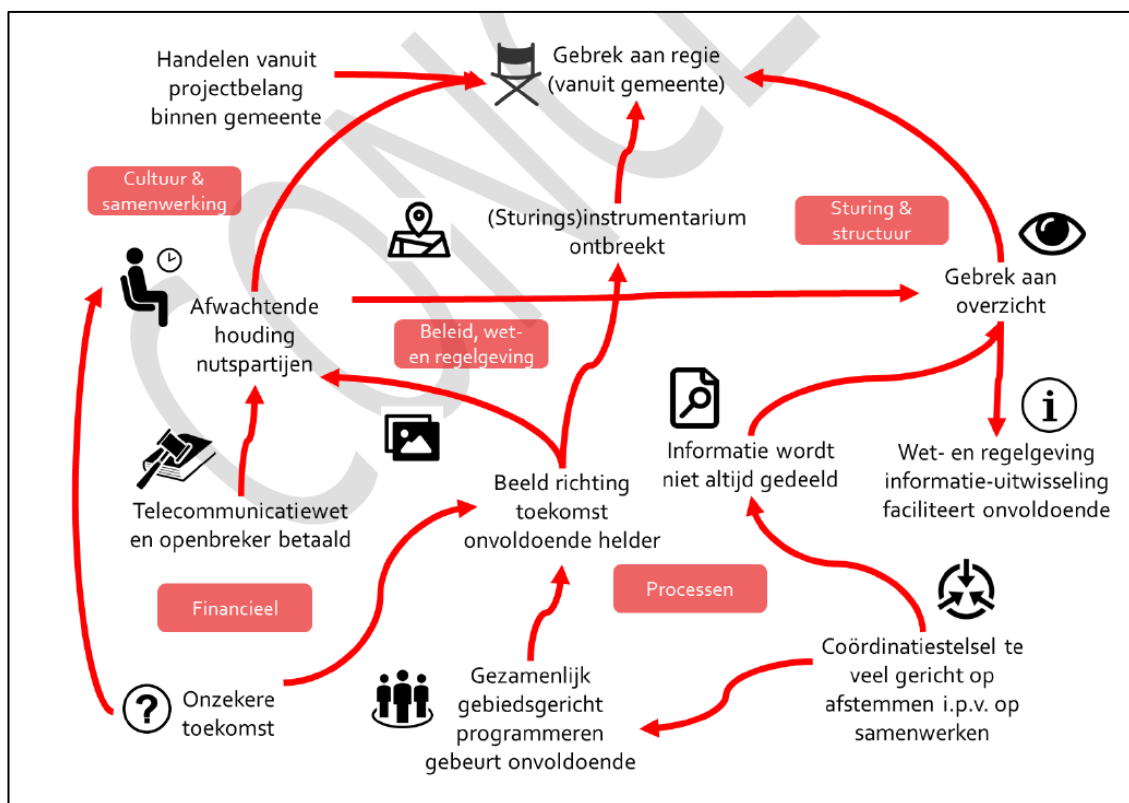 Handelen vanuit
projectbelang
binnen gemeente
Gebrek aan regie
(vanuit gemeente)
Cultuur &
samenwerking
(Sturings)instrumentarium
ontbreekt
Sturing &
structuur
Afwachtende
houding
nutspartijen
Beleid, wet-
en regelgeving
Gebrek aan
overzicht
Telecommunicatiewet
en openbreker betaald
Beeld richting
toekomst
onvoldoende helder
Informatie wordt
niet altijd gedeeld
i
Wet- en regelgeving
informatie-uitwisseling
faciliteert onvoldoende
Financieel
Processen
?
Onzekere
toekomst
Gezamenlijk
gebiedsgericht
programmeren
gebeurt onvoldoende
Coördinatiestelsel te
veel gericht op
afstemmen i.p.v. op
samenwerken